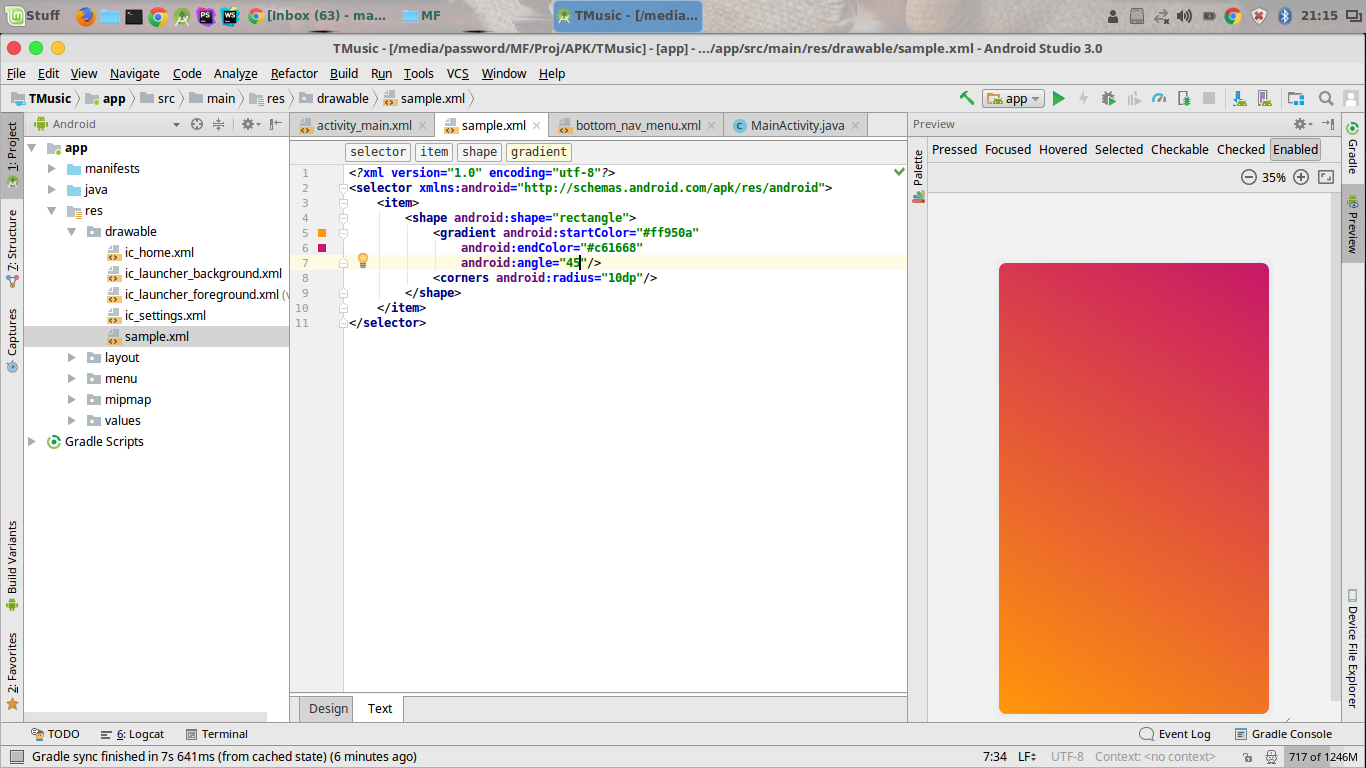 Stuff
[Inbox (63) - ma...
MF
TMusic - [/media...
21:15
TMusic - [/media/password/MF/Proj/APK/TMusic] - [app] - .../app/src/main/res/drawable/sample.xml - Android Studio 3.0
File Edit View Navigate Code Analyze Refactor Build Run Tools VCS Window Help
TMusic app src main res drawable sample.xml
app
1: Project
7: Structure
Captures
Build Variants
2: Favorites
Android
app
manifests
java
res
drawable
ic_home.xml
ic_launcher_background.xml
ic_launcher_foreground.xml (v
ic_settings.xml
sample.xml
layout
menu
mipmap
values
Gradle Scripts
activity_main.xml
sample.xml
bottom_nav_menu.xml
MainActivity.java
selector item shape gradient
1 <?xml version="1.0" encoding="utf-8"?>
2 <selector xmlns:android="http://schemas.android.com/apk/res/android">
3 <item>
4 <shape android:shape="rectangle">
5 <gradient android:startColor="#ff950a"
6 android:endColor="#c61668"
7 android:angle="45"/>
8 <corners android:radius="10dp"/>
9 </shape>
10 </item>
11 </selector>
Design Text
Preview
Palette
Pressed Focused Hovered Selected Checkable Checked Enabled
35%
Gradle
Preview
Device File Explorer
TODO
6: Logcat
Terminal
Event Log
Gradle Console
Gradle sync finished in 7s 641ms (from cached state) (6 minutes ago)
7:34 LF UTF-8 Context: <no context>
717 of 1246M